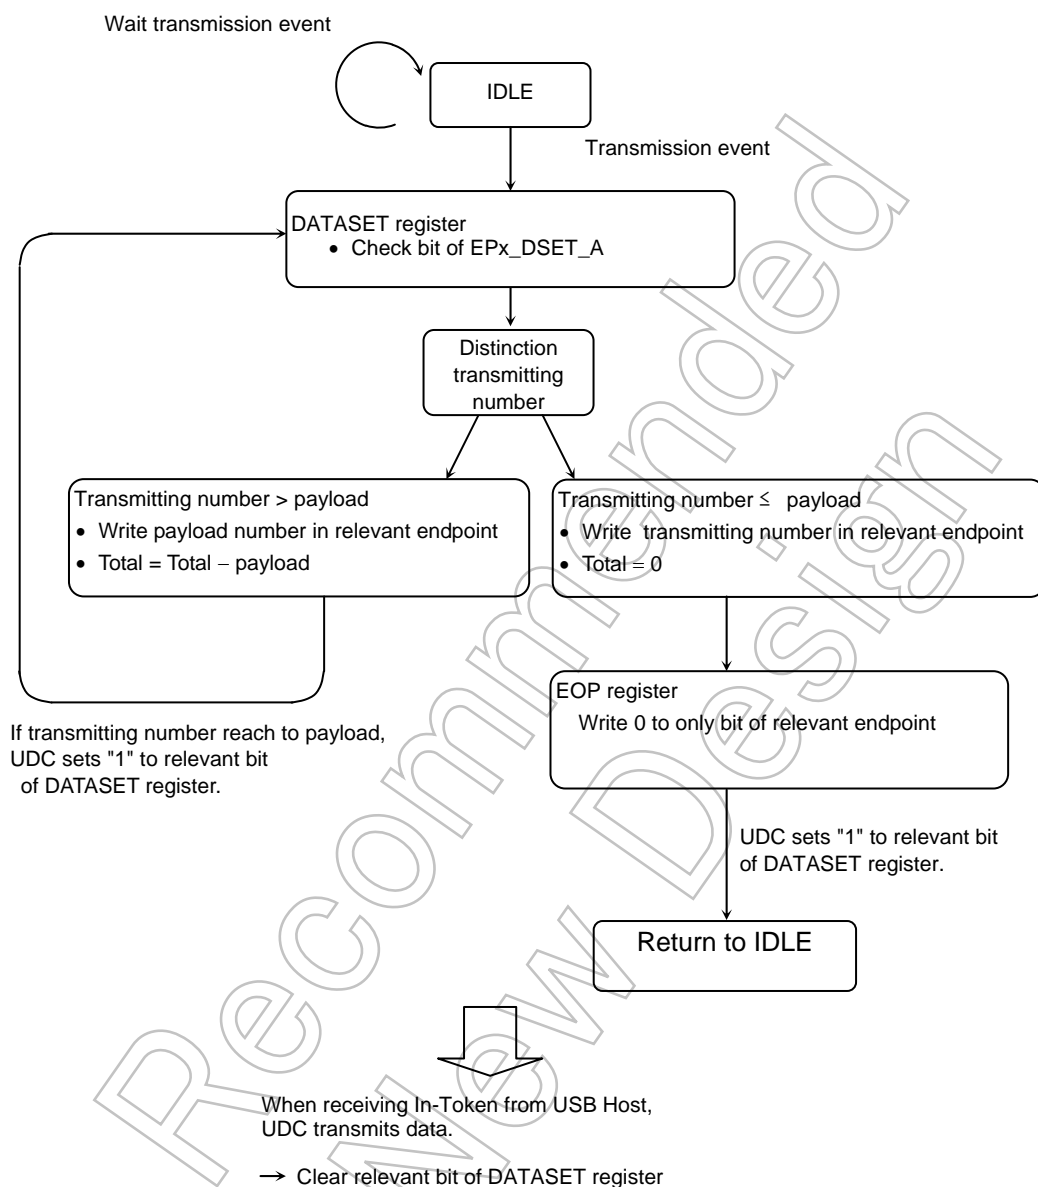 Wait transmission event
IDLE
Transmission event
DATASET register
• Check bit of EPx_DSET_A
Distinction
transmitting
number
Transmitting number > payload
• Write payload number in relevant endpoint
• Total = Total − payload
Transmitting number ≤ payload
• Write transmitting number in relevant endpoint
• Total = 0
EOP register
Write 0 to only bit of relevant endpoint
If transmitting number reach to payload,
UDC sets "1" to relevant bit
of DATASET register.
UDC sets "1" to relevant bit
of DATASET register.
Return to IDLE
When receiving In-Token from USB Host,
UDC transmits data.
→ Clear relevant bit of DATASET register
Recommended
New Design